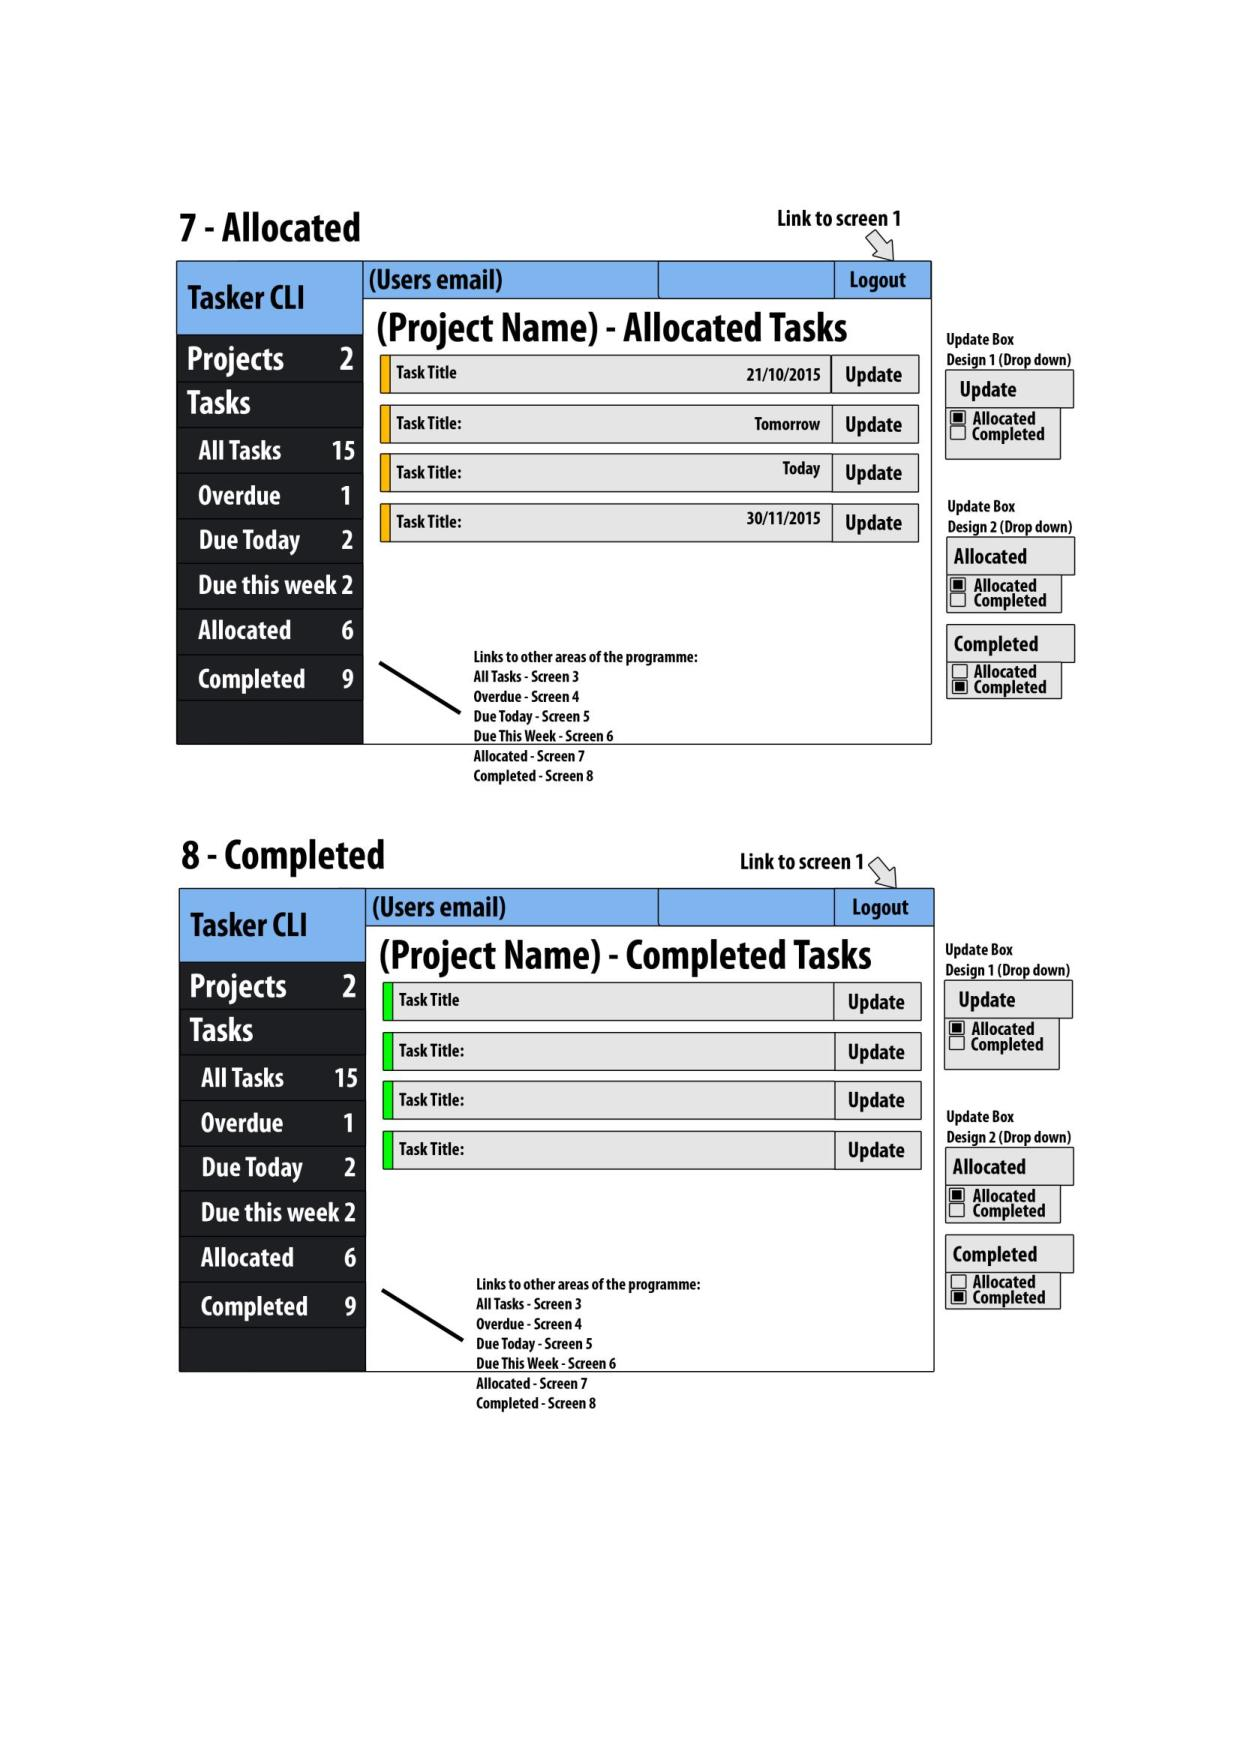 7 - Allocated
Link to screen 1
Tasker CLI
(Users email)
Logout
Projects 2
Tasks
All Tasks 15
Overdue 1
Due Today 2
Due this week 2
Allocated 6
Completed 9
(Project Name) - Allocated Tasks
Task Title 21/10/2015 Update
Task Title: Tomorrow Update
Task Title: Today Update
Task Title: 30/11/2015 Update
Links to other areas of the programme:
All Tasks - Screen 3
Overdue - Screen 4
Due Today - Screen 5
Due This Week - Screen 6
Allocated - Screen 7
Completed - Screen 8
Update Box
Design 1 (Drop down)
Update
Allocated
Completed
Update Box
Design 2 (Drop down)
Allocated
Allocated
Completed
Completed
Allocated
Completed
8 - Completed
Link to screen 1
Tasker CLI
(Users email)
Logout
Projects 2
Tasks
All Tasks 15
Overdue 1
Due Today 2
Due this week 2
Allocated 6
Completed 9
(Project Name) - Completed Tasks
Task Title Update
Task Title: Update
Task Title: Update
Task Title: Update
Links to other areas of the programme:
All Tasks - Screen 3
Overdue - Screen 4
Due Today - Screen 5
Due This Week - Screen 6
Allocated - Screen 7
Completed - Screen 8
Update Box
Design 1 (Drop down)
Update
Allocated
Completed
Update Box
Design 2 (Drop down)
Allocated
Allocated
Completed
Completed
Allocated
Completed